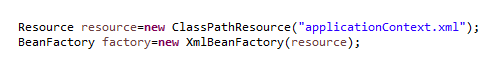 Resource resource=new ClassPathResource("applicationContext.xml");
BeanFactory factory=new XmlBeanFactory(resource);